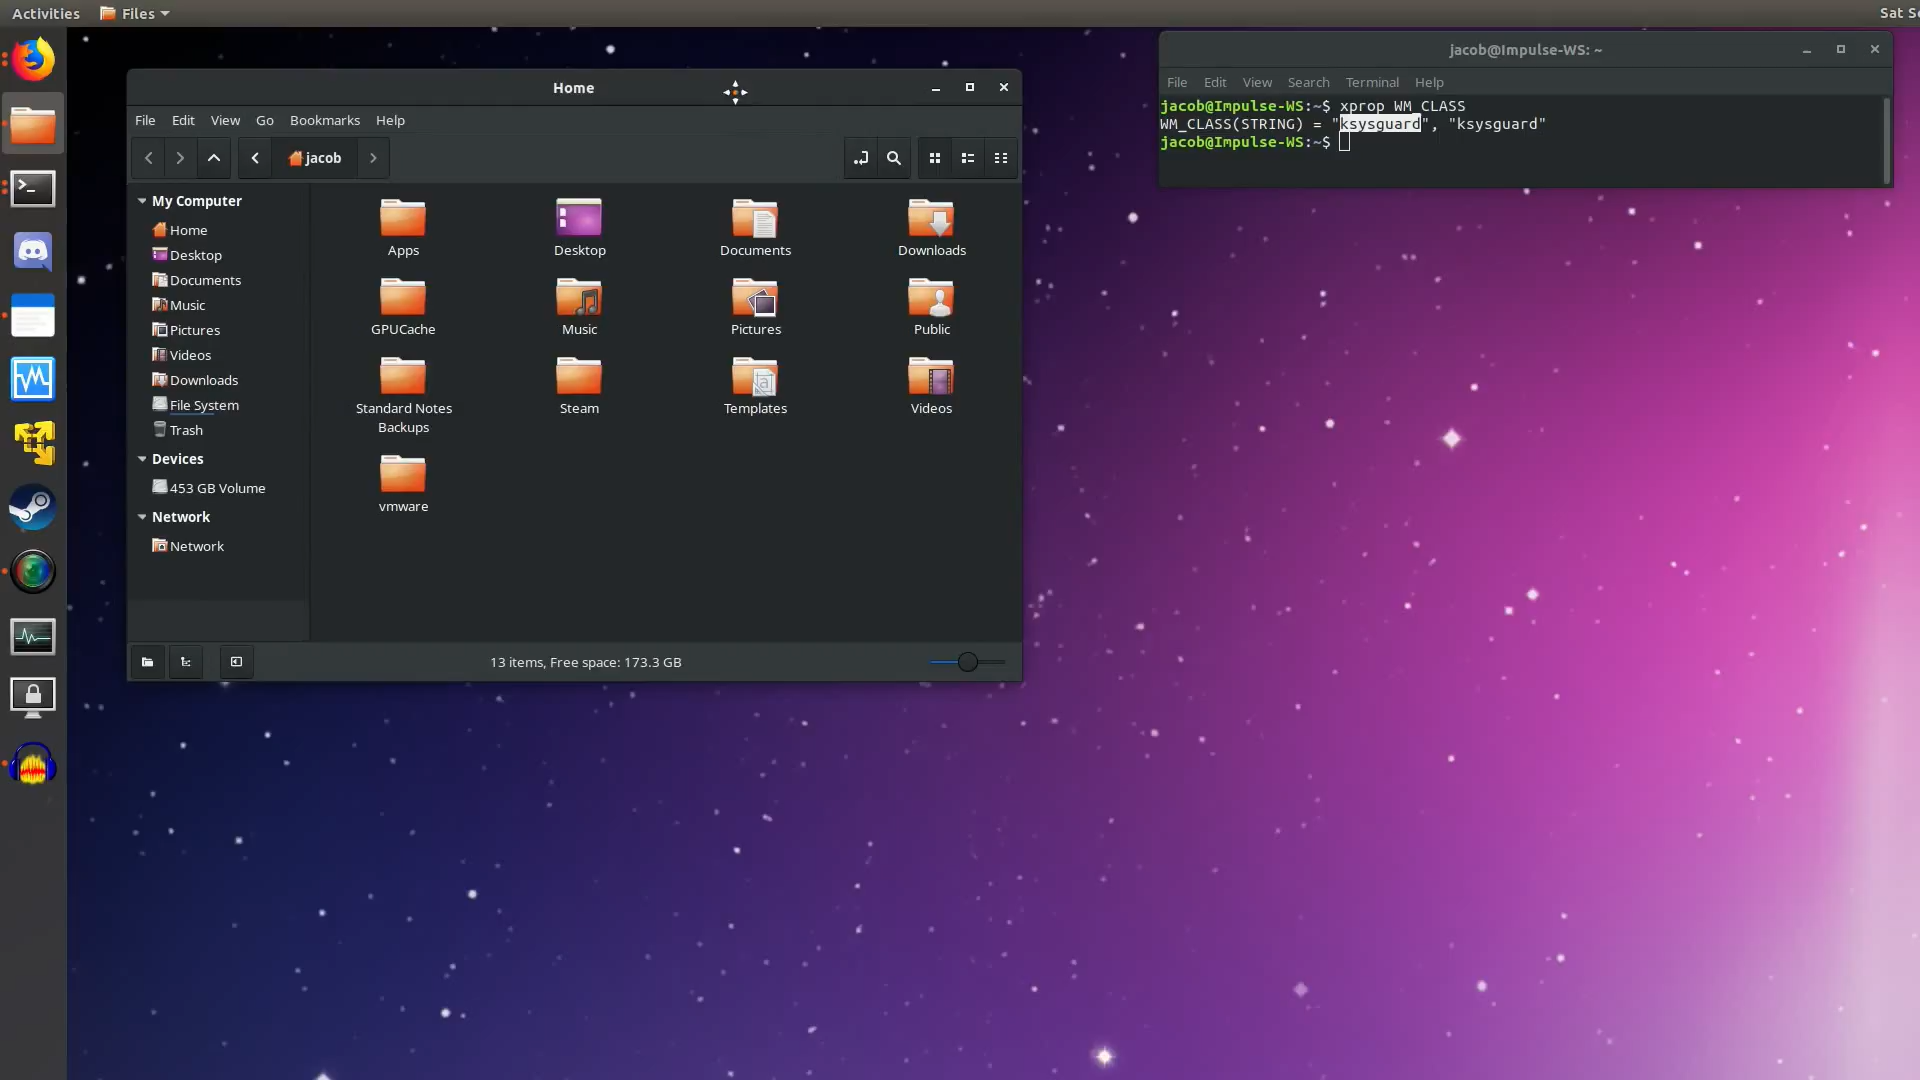 Activities
Files
Sat S
Home
File Edit View Go Bookmarks Help
jacob
My Computer
Home
Desktop
Documents
Music
Pictures
Videos
Downloads
File System
Trash
Devices
453 GB Volume
Network
Network
Apps
Desktop
Documents
Downloads
GPUCache
Music
Pictures
Public
Standard Notes
Backups
Steam
Templates
Videos
vmware
13 items, Free space: 173.3 GB
jacob@Impulse-WS: ~
File Edit View Search Terminal Help
jacob@Impulse-WS:~$ xprop WM_CLASS
WM_CLASS(STRING) = "ksysguard", "ksysguard"
jacob@Impulse-WS:~$